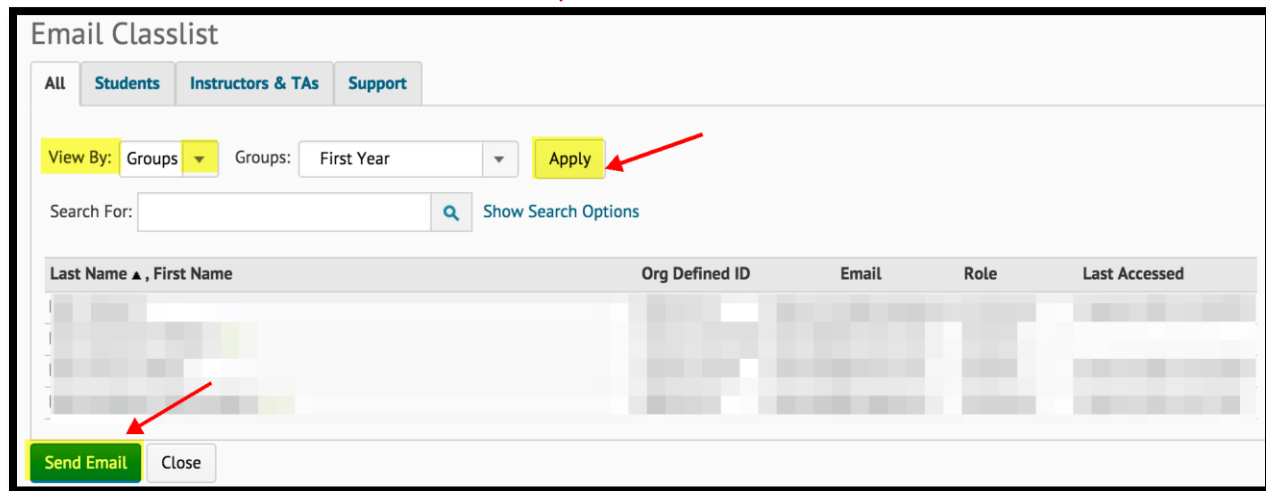 Email Classlist
All Students Instructors & TAs Support
View By: Groups Groups: First Year Apply
Search For: Show Search Options
Last Name ▲ , First Name Org Defined ID Email Role Last Accessed
Send Email Close